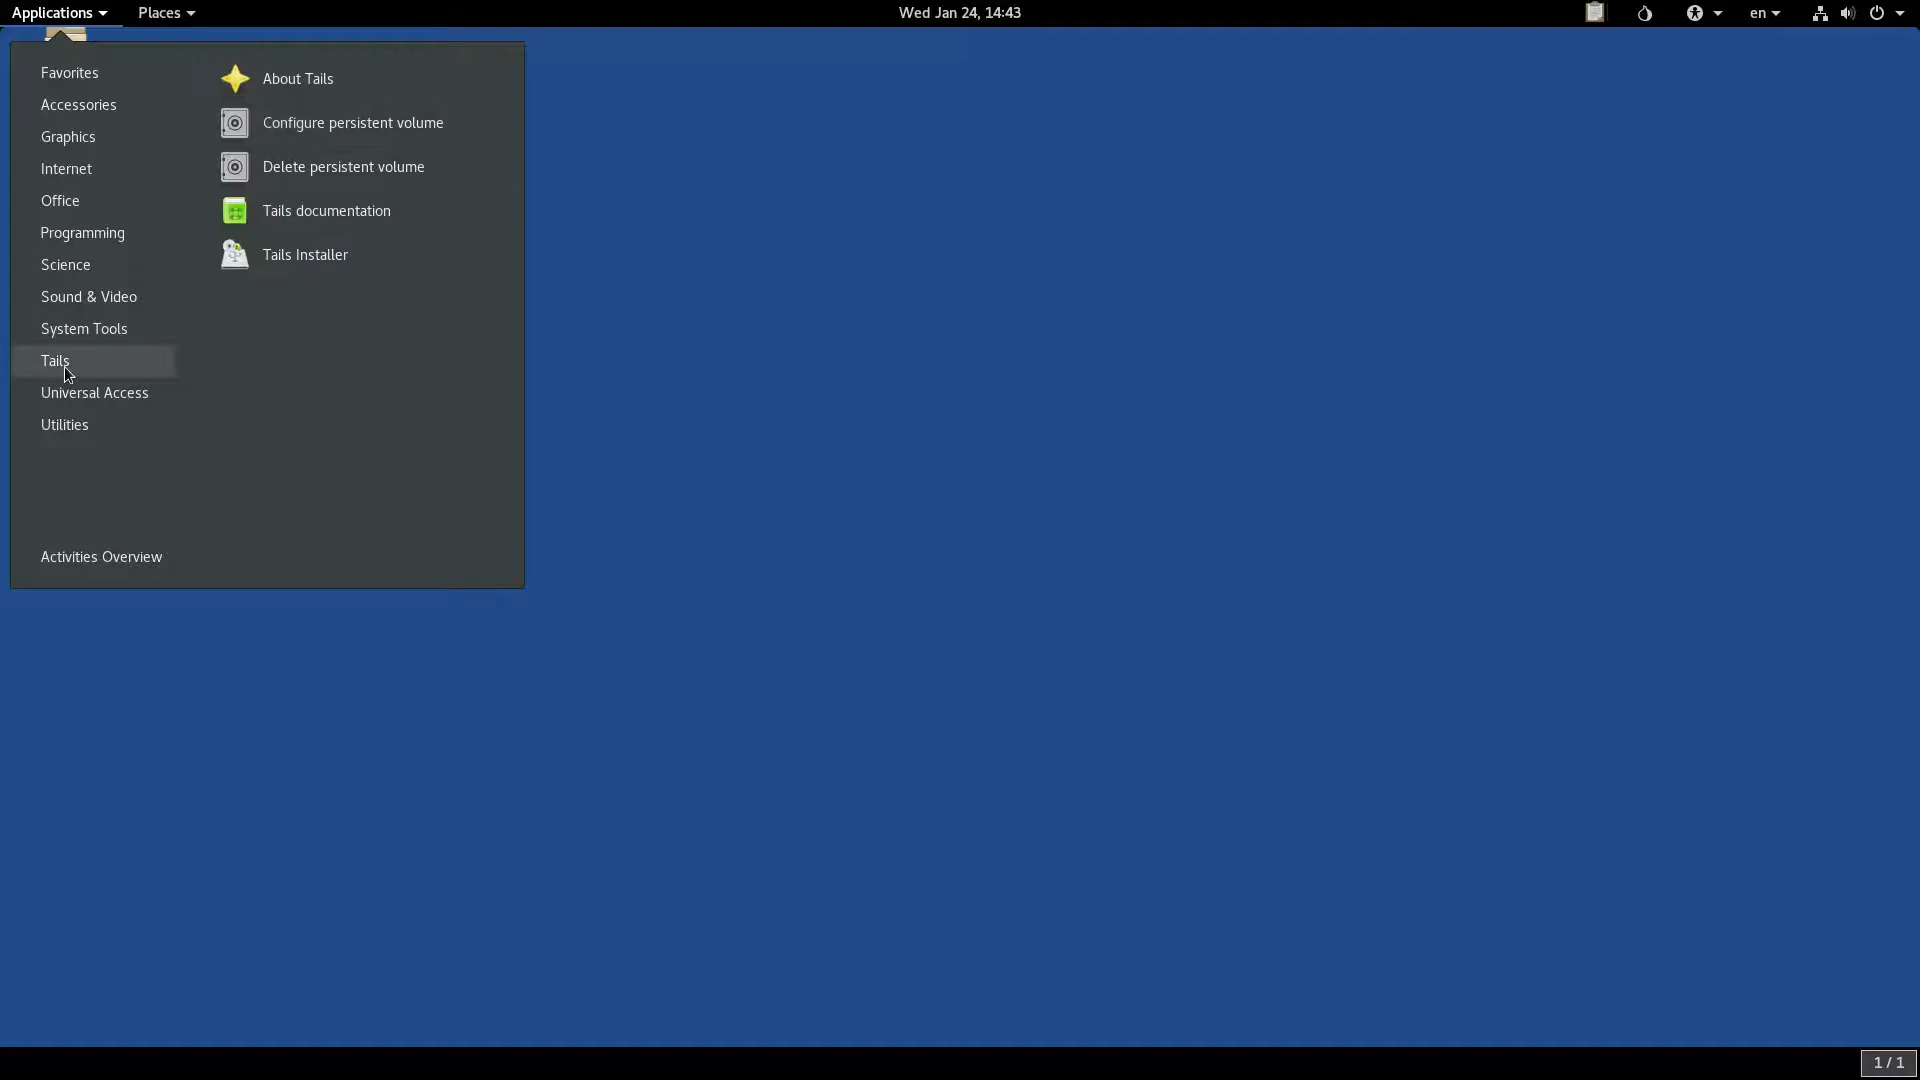 Applications Places Wed Jan 24, 14:43 en
Favorites
Accessories
Graphics
Internet
Office
Programming
Science
Sound & Video
System Tools
Tails
Universal Access
Utilities
Activities Overview
About Tails
Configure persistent volume
Delete persistent volume
Tails documentation
Tails Installer
1 / 1